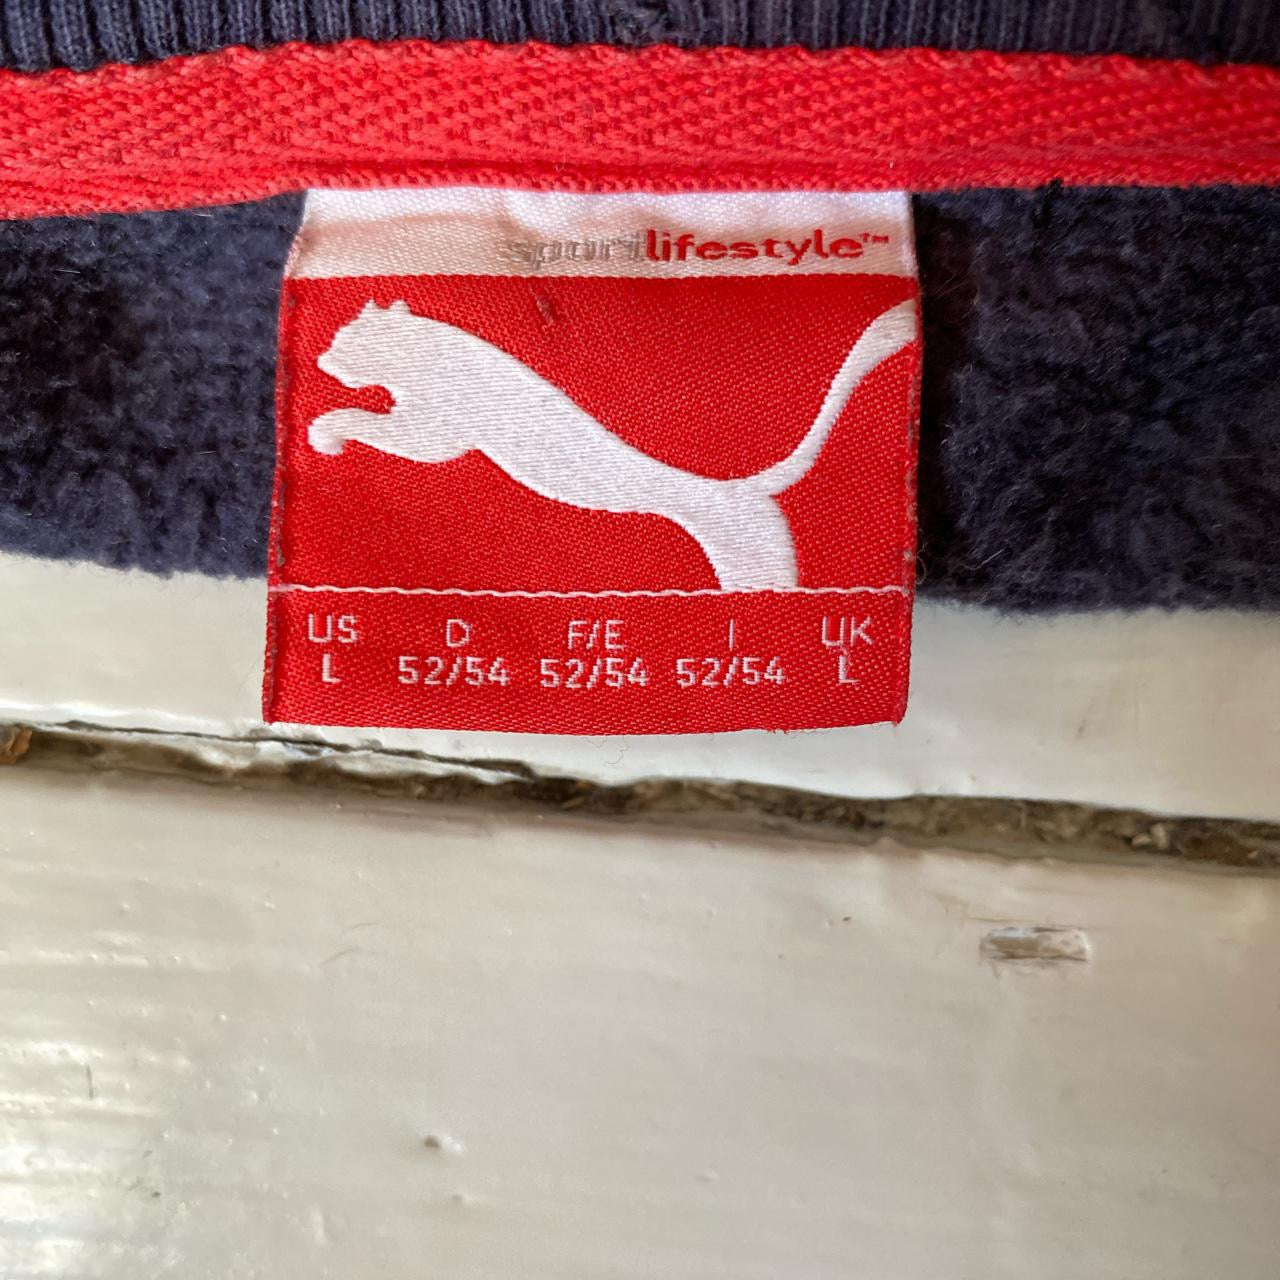 sportlifestyle™
US D F/E I UK
L 52/54 52/54 52/54 L